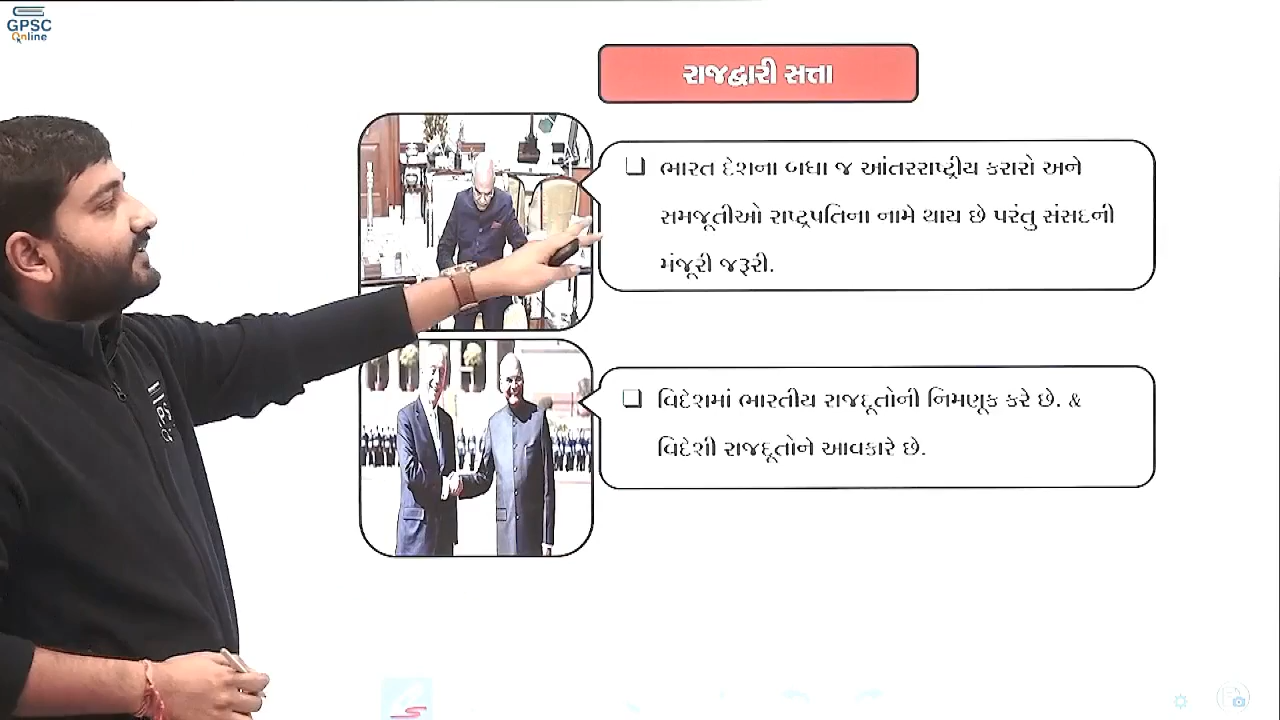 GPSC
Online
રાજદ્વારી સત્તા
❑ ભારત દેશના બધા જ આંતરરાષ્ટ્રીય કરારો અને
સમજૂતીઓ રાષ્ટ્રપતિના નામે થાય છે પરંતુ સંસદની
મંજૂરી જરૂરી.
❑ વિદેશમાં ભારતીય રાજદૂતોની નિમણૂક કરે છે. &
વિદેશી રાજદૂતોને આવકારે છે.